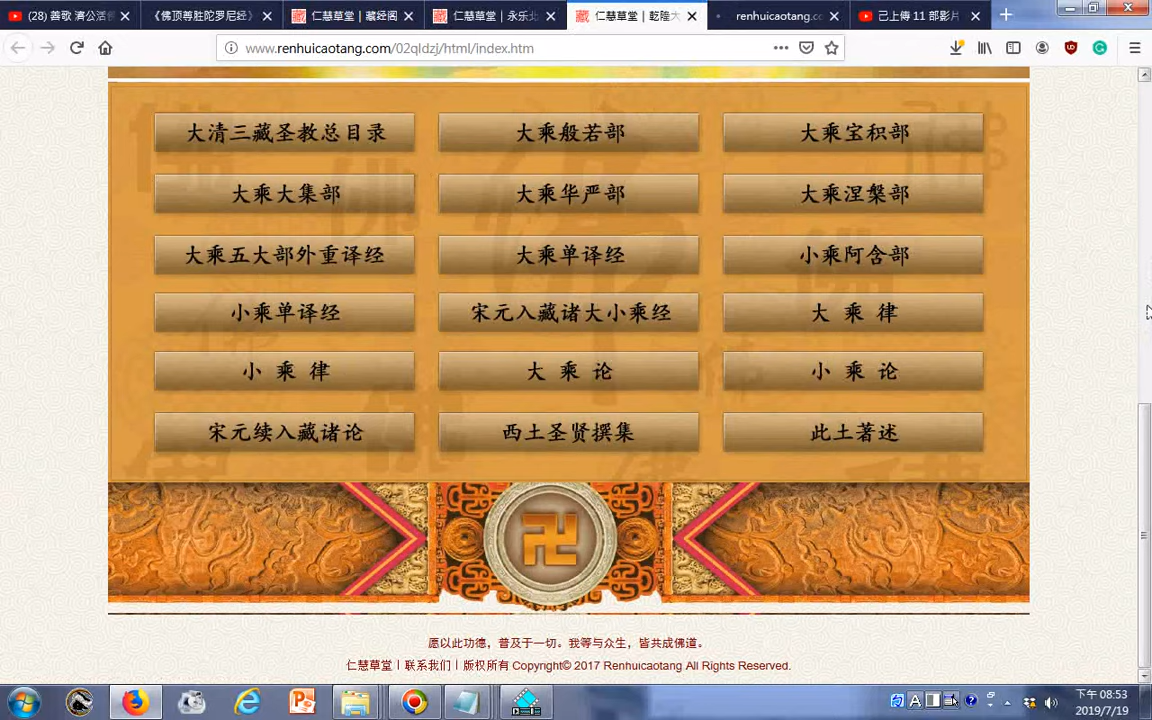 (28) 善歌 濟公活佛
《佛顶尊胜陀罗尼经》
仁慧草堂 | 藏经阁
仁慧草堂 | 永乐北
仁慧草堂 | 乾隆大
renhuicaotang.cc
己上傳 11 部影片
www.renhuicaotang.com/02qldzj/html/index.htm
大清三藏圣教总目录
大乘般若部
大乘宝积部
大乘大集部
大乘华严部
大乘涅槃部
大乘五大部外重译经
大乘单译经
小乘阿含部
小乘单译经
宋元入藏诸大小乘经
大 乘 律
小 乘 律
大 乘 论
小 乘 论
宋元续入藏诸论
西土圣贤撰集
此土著述
愿以此功德，普及于一切。我等与众生，皆共成佛道。
仁慧草堂 | 联系我们 | 版权所有 Copyright© 2017 Renhuicaotang All Rights Reserved.
下午 08:53
2019/7/19